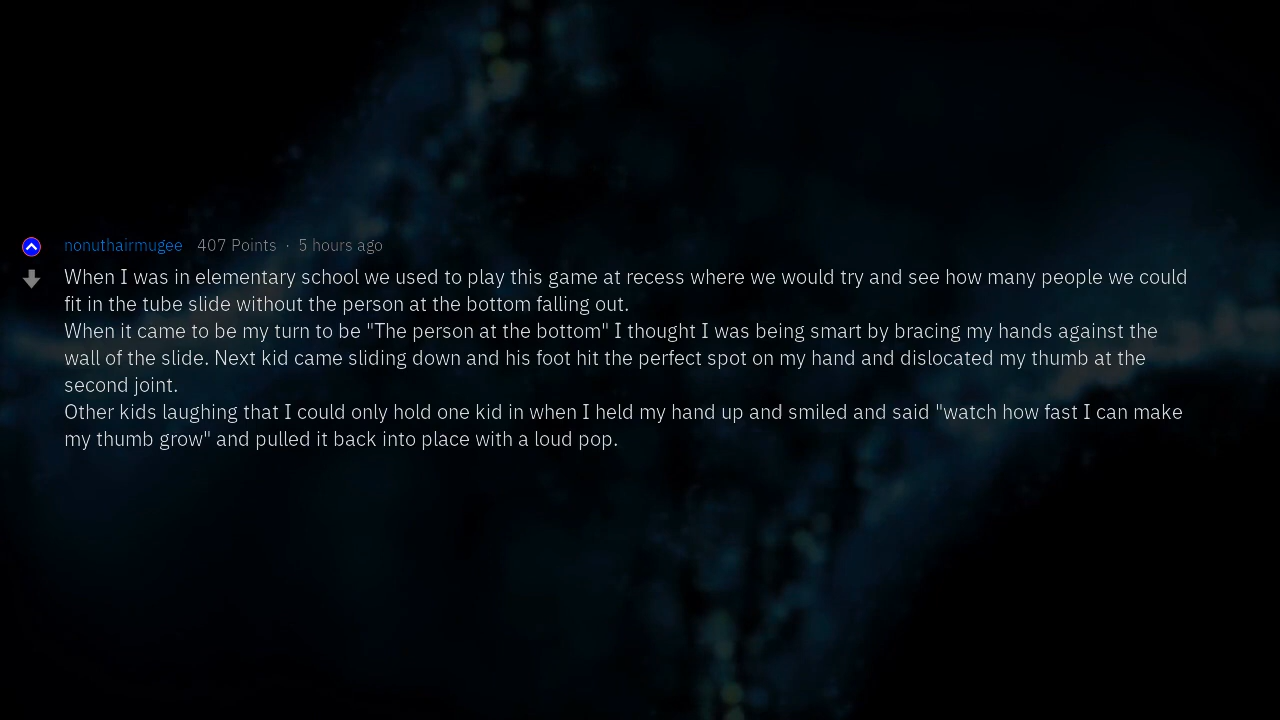 nonuthairmugee 407 Points · 5 hours ago
When I was in elementary school we used to play this game at recess where we would try and see how many people we could
fit in the tube slide without the person at the bottom falling out.
When it came to be my turn to be "The person at the bottom" I thought I was being smart by bracing my hands against the
wall of the slide. Next kid came sliding down and his foot hit the perfect spot on my hand and dislocated my thumb at the
second joint.
Other kids laughing that I could only hold one kid in when I held my hand up and smiled and said "watch how fast I can make
my thumb grow" and pulled it back into place with a loud pop.